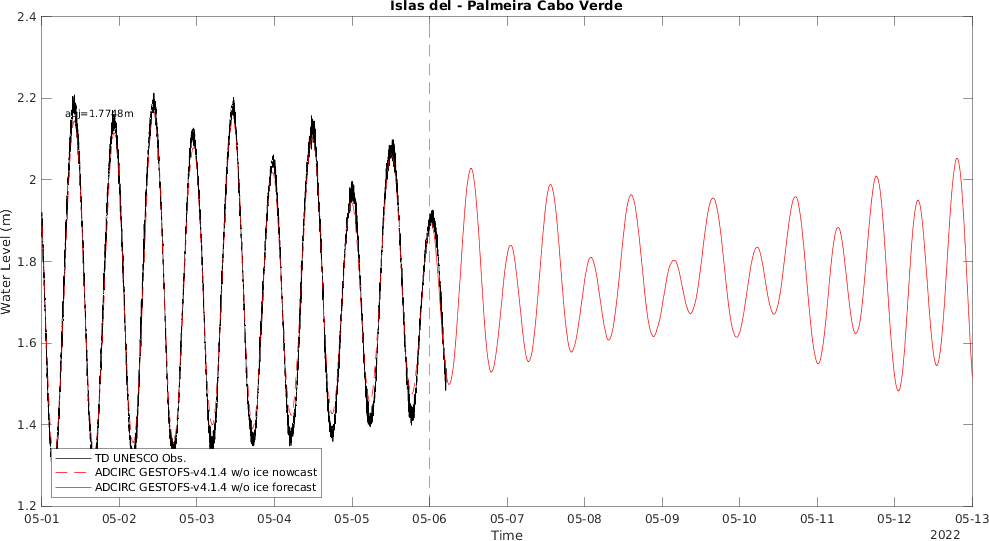 Islas del - Palmeira Cabo Verde
2.4
2.2
2
1.8
1.6
1.4
1.2
Water Level (m)
adj=1.7748m
TD UNESCO Obs.
ADCIRC GESTOFS-v4.1.4 w/o ice nowcast
ADCIRC GESTOFS-v4.1.4 w/o ice forecast
05-01 05-02 05-03 05-04 05-05 05-06 05-07 05-08 05-09 05-10 05-11 05-12 05-13
Time
2022